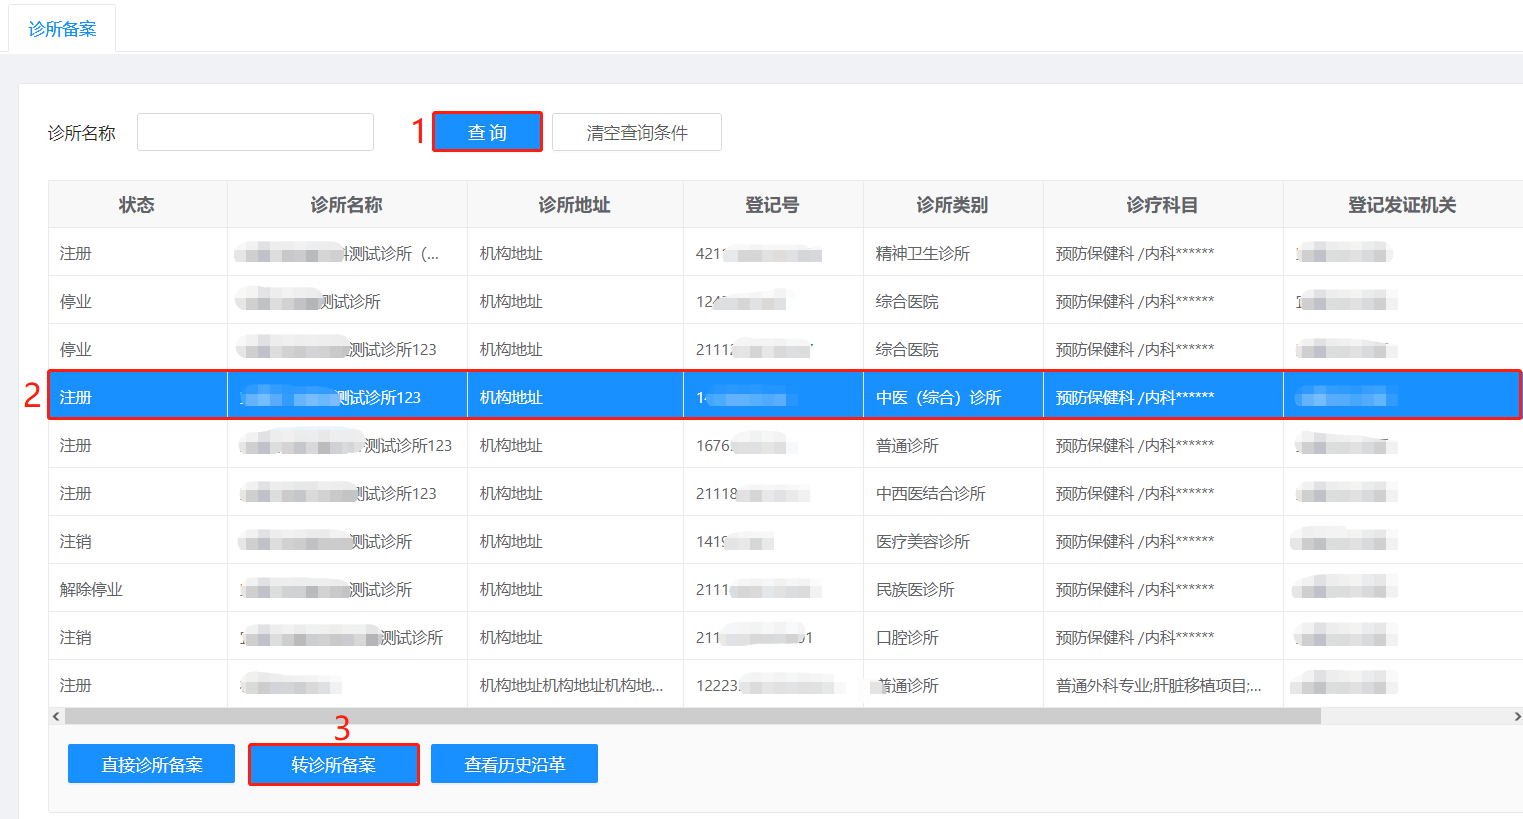 诊所备案
诊所名称 1 查 询 清空查询条件
状态 诊所名称 诊所地址 登记号 诊所类别 诊疗科目 登记发证机关
注册 测试诊所（... 机构地址 421 精神卫生诊所 预防保健科 /内科******
停业 测试诊所 机构地址 124 综合医院 预防保健科 /内科******
停业 测试诊所123 机构地址 2111 综合医院 预防保健科 /内科******
2 注册 测试诊所123 机构地址 1 中医（综合）诊所 预防保健科 /内科******
注册 测试诊所123 机构地址 1676 普通诊所 预防保健科 /内科******
注册 测试诊所123 机构地址 21118 中西医结合诊所 预防保健科 /内科******
注销 测试诊所 机构地址 141 医疗美容诊所 预防保健科 /内科******
解除停业 测试诊所 机构地址 2111 民族医诊所 预防保健科 /内科******
注销 测试诊所 机构地址 211 1 口腔诊所 预防保健科 /内科******
注册 机构地址机构地址机构地... 12223 普通诊所 普通外科专业;肝脏移植项目;...
3
直接诊所备案 转诊所备案 查看历史沿革